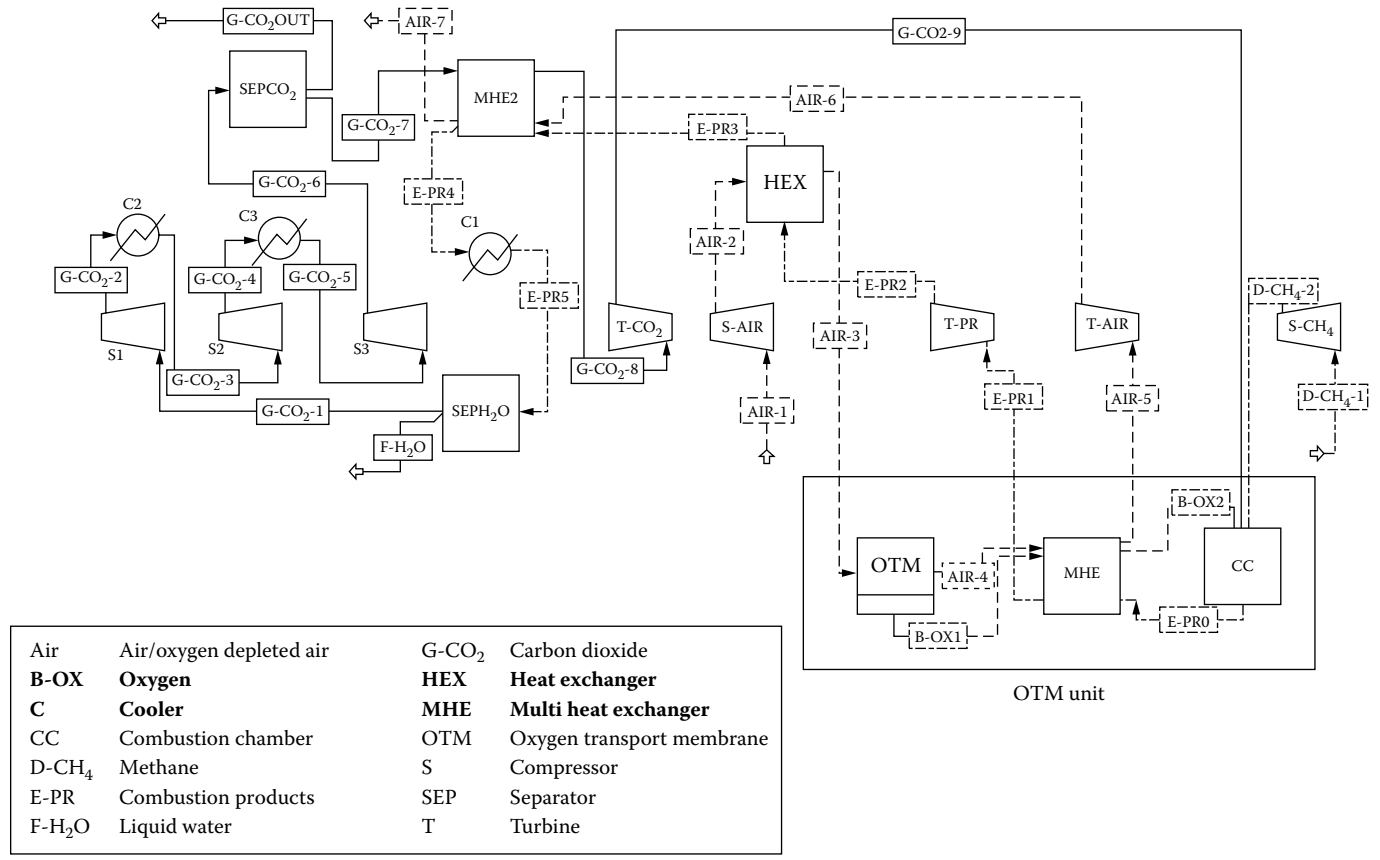 G-CO₂OUT
AIR-7
G-CO2-9
SEPCO₂
MHE2
AIR-6
G-CO₂-7
E-PR3
HEX
G-CO₂-6
E-PR4
C2
C3
C1
AIR-2
G-CO₂-2
G-CO₂-4
G-CO₂-5
E-PR5
E-PR2
D-CH₄-2
T-CO₂
S-AIR
AIR-3
T-PR
T-AIR
S-CH₄
S1
S2
S3
G-CO₂-3
G-CO₂-8
G-CO₂-1
SEPH₂O
AIR-1
E-PR1
AIR-5
D-CH₄-1
F-H₂O
B-OX2
OTM
AIR-4
MHE
CC
B-OX1
E-PR0
OTM unit
Air Air/oxygen depleted air G-CO₂ Carbon dioxide
B-OX Oxygen HEX Heat exchanger
C Cooler MHE Multi heat exchanger
CC Combustion chamber OTM Oxygen transport membrane
D-CH₄ Methane S Compressor
E-PR Combustion products SEP Separator
F-H₂O Liquid water T Turbine